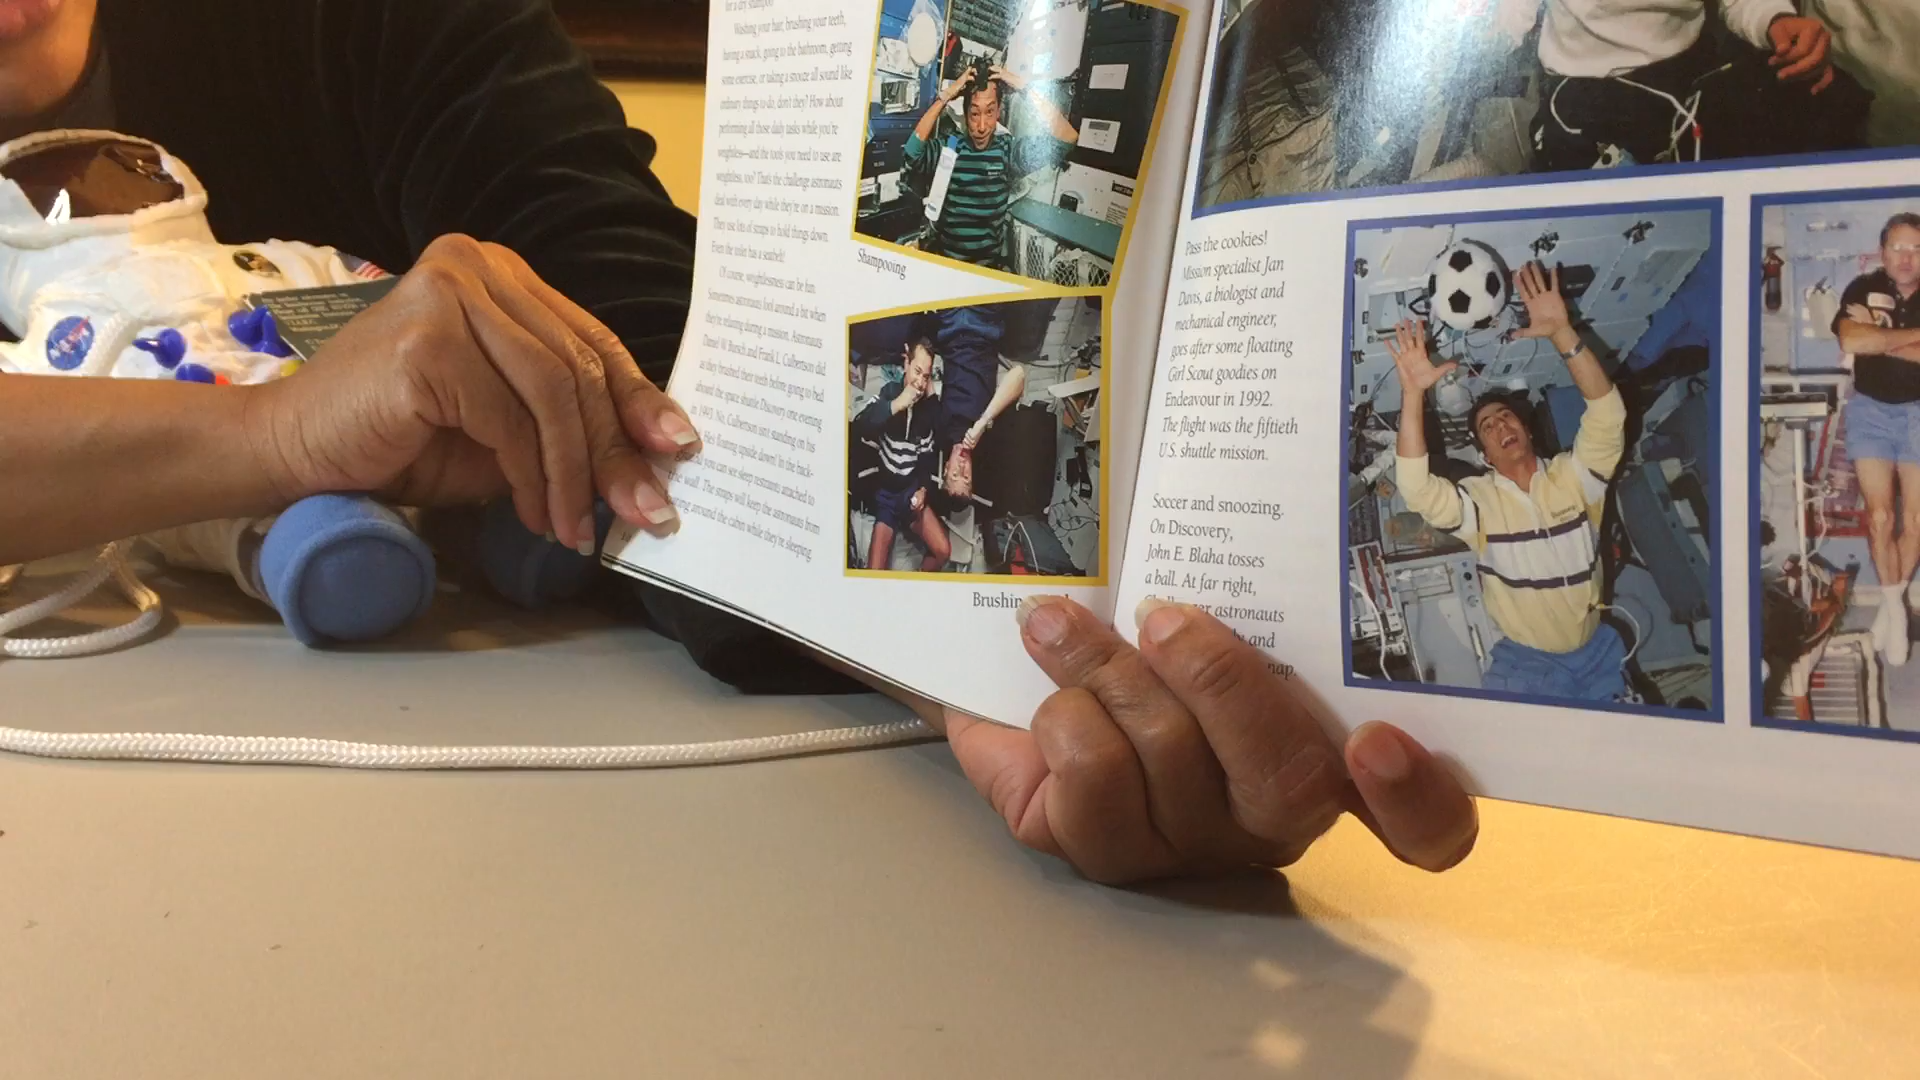 for a dry shampoo
Washing your hair, brushing your teeth,
having a snack, going to the bathroom, getting
some exercise, or taking a snooze all sound like
ordinary things to do, don't they? How about
performing all those daily tasks while you're
weightless—and the tools you need to use are
weightless, too? That's the challenge astronauts
deal with every day while they're on a mission.
They use lots of straps to hold things down.
Even the toilet has a seatbelt!
Of course, weightlessness can be fun.
Sometimes astronauts fool around a bit when
they're relaxing during a mission. Astronauts
Daniel W. Bursch and Frank L. Culbertson did
as they brushed their teeth before going to bed
aboard the space shuttle Discovery one evening
in 1993. No, Culbertson isn't standing on his
He's floating upside down! In the back-
you can see sleep restraints attached to
wall. The straps will keep the astronauts from
around the cabin while they're sleeping.
Shampooing
Brushing
Pass the cookies!
Mission specialist Jan
Davis, a biologist and
mechanical engineer,
goes after some floating
Girl Scout goodies on
Endeavour in 1992.
The flight was the fiftieth
U.S. shuttle mission.
Soccer and snoozing.
On Discovery,
John E. Blaha tosses
a ball. At far right,
Challenger astronauts
and
nap.
NASA